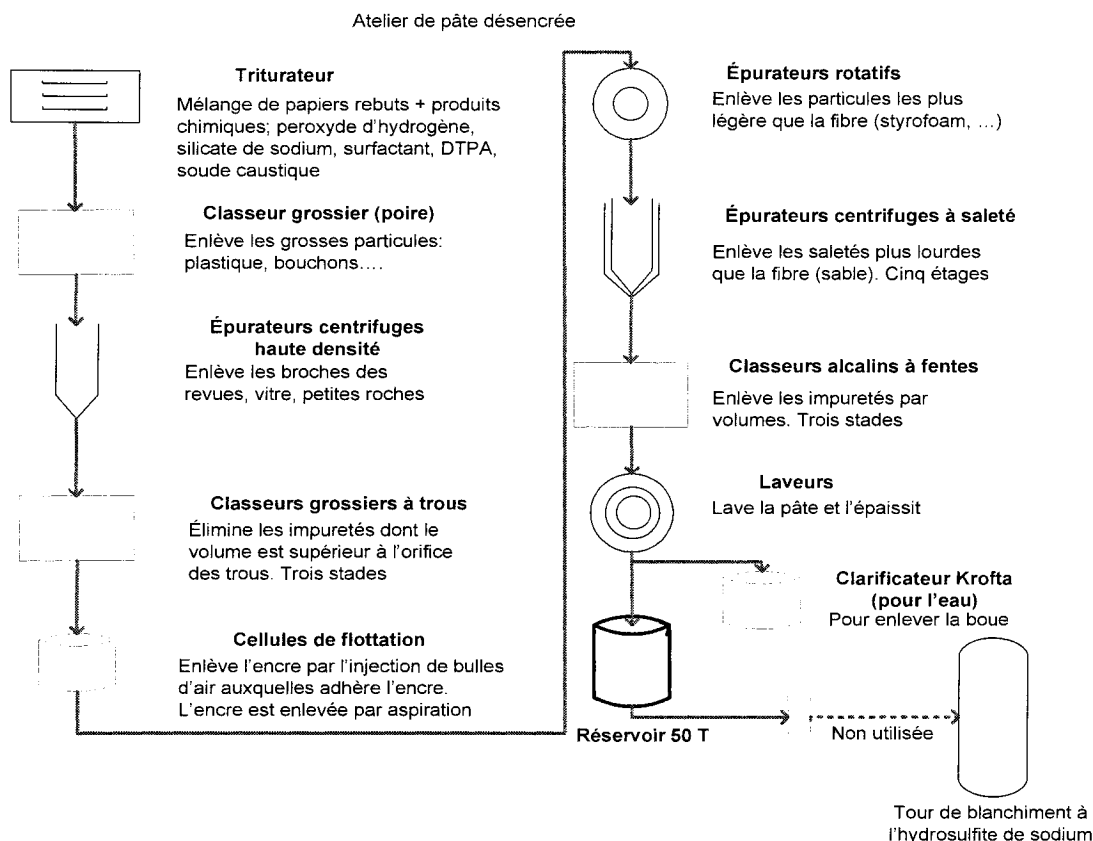 Atelier de pâte désencrée
Triturateur
Mélange de papiers rebuts + produits
chimiques; peroxyde d'hydrogène,
silicate de sodium, surfactant, DTPA,
soude caustique
Classeur grossier (poire)
Enlève les grosses particules:
plastique, bouchons....
Épurateurs centrifuges
haute densité
Enlève les broches des
revues, vitre, petites roches
Classeurs grossiers à trous
Élimine les impuretés dont le
volume est supérieur à l'orifice
des trous. Trois stades
Cellules de flottation
Enlève l'encre par l'injection de bulles
d'air auxquelles adhère l'encre.
L'encre est enlevée par aspiration
Épurateurs rotatifs
Enlève les particules les plus
légère que la fibre (styrofoam, ...)
Épurateurs centrifuges à saleté
Enlève les saletés plus lourdes
que la fibre (sable). Cinq étages
Classeurs alcalins à fentes
Enlève les impuretés par
volumes. Trois stades
Laveurs
Lave la pâte et l'épaissit
Clarificateur Krofta
(pour l'eau)
Pour enlever la boue
Réservoir 50 T
Non utilisée
Tour de blanchiment à
l'hydrosulfite de sodium